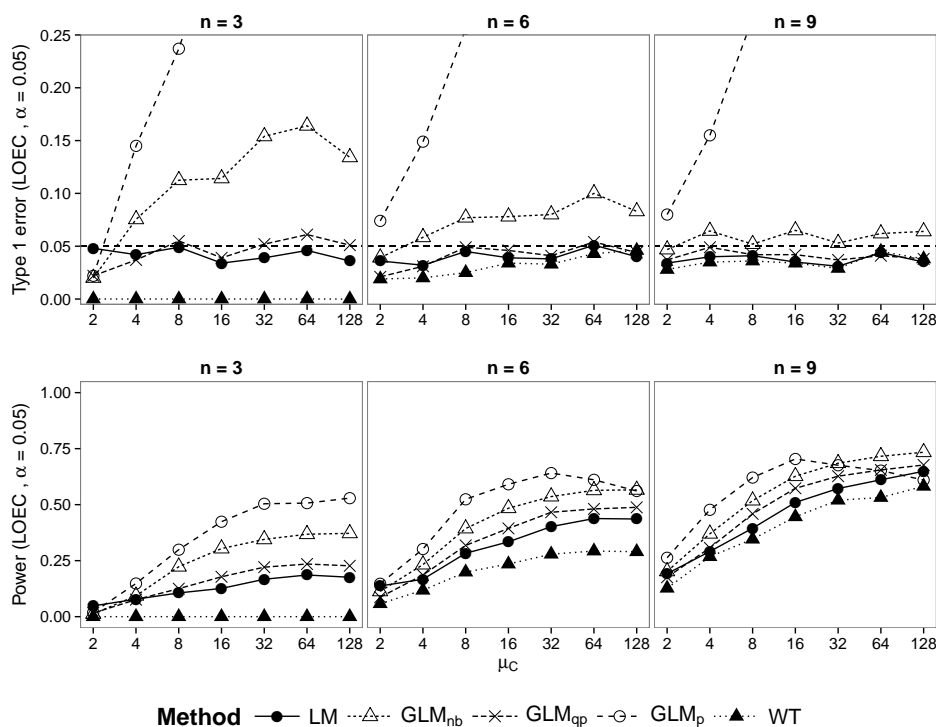 n = 3 n = 6 n = 9
Type 1 error (LOEC , α = 0.05)
0.25
0.20
0.15
0.10
0.05
0.00
2 4 8 16 32 64 128 2 4 8 16 32 64 128 2 4 8 16 32 64 128
n = 3 n = 6 n = 9
Power (LOEC , α = 0.05)
1.00
0.75
0.50
0.25
0.00
2 4 8 16 32 64 128 2 4 8 16 32 64 128 2 4 8 16 32 64 128
μC
Method LM GLMnb GLMqp GLMp WT